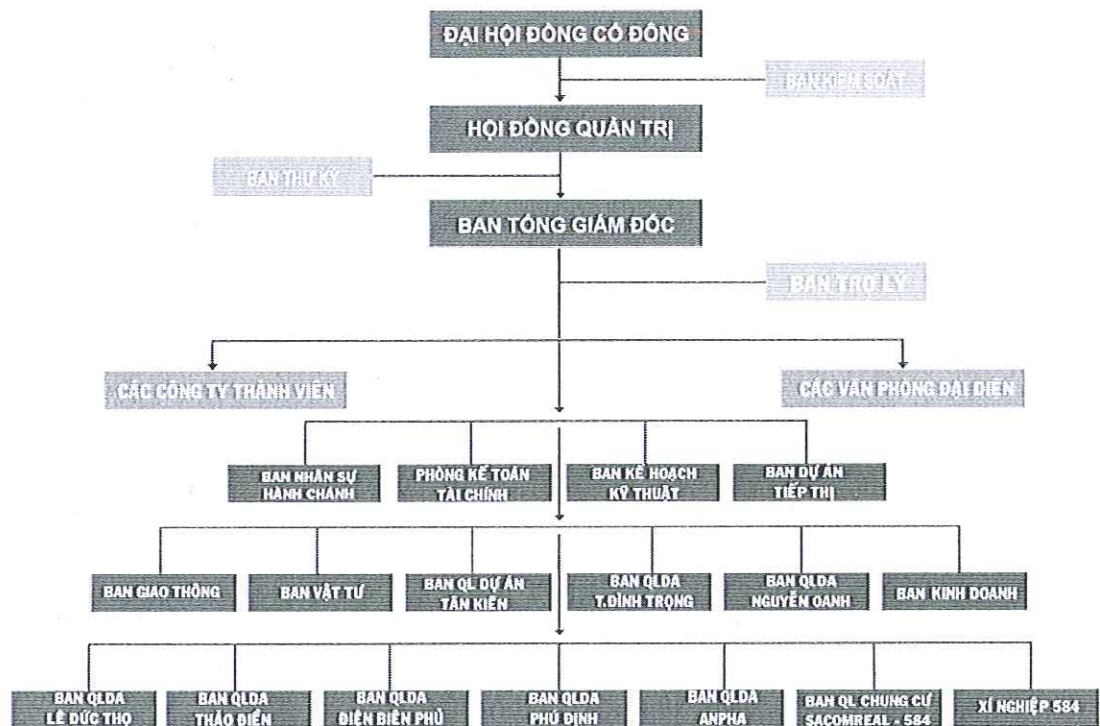 ĐẠI HỘI ĐỒNG CỔ ĐÔNG
BAN KIỂM SOÁT
HỘI ĐỒNG QUẢN TRỊ
BAN THƯ KÝ
BAN TỔNG GIÁM ĐỐC
BAN TRỢ LÝ
CÁC CÔNG TY THÀNH VIÊN
CÁC VĂN PHÒNG ĐẠI DIỆN
BAN NHÂN SỰ
HÀNH CHÁNH
PHÒNG KẾ TOÁN
TÀI CHÍNH
BAN KẾ HOẠCH
KỸ THUẬT
BAN DỰ ÁN
TIẾP THỊ
BAN GIAO THÔNG
BAN VẬT TƯ
BAN QL DỰ ÁN
TÂN KIÊN
BAN QLDA
T.ĐÌNH TRỌNG
BAN QLDA
NGUYỄN OANH
BAN KINH DOANH
BAN QLDA
LÊ ĐỨC THỌ
BAN QLDA
THẢO ĐIỀN
BAN QLDA
ĐIỆN BIÊN PHỦ
BAN QLDA
PHÚ ĐỊNH
BAN QLDA
ANPHA
BAN QL CHUNG CƯ
SACOMREAL - 584
XÍ NGHIỆP 584